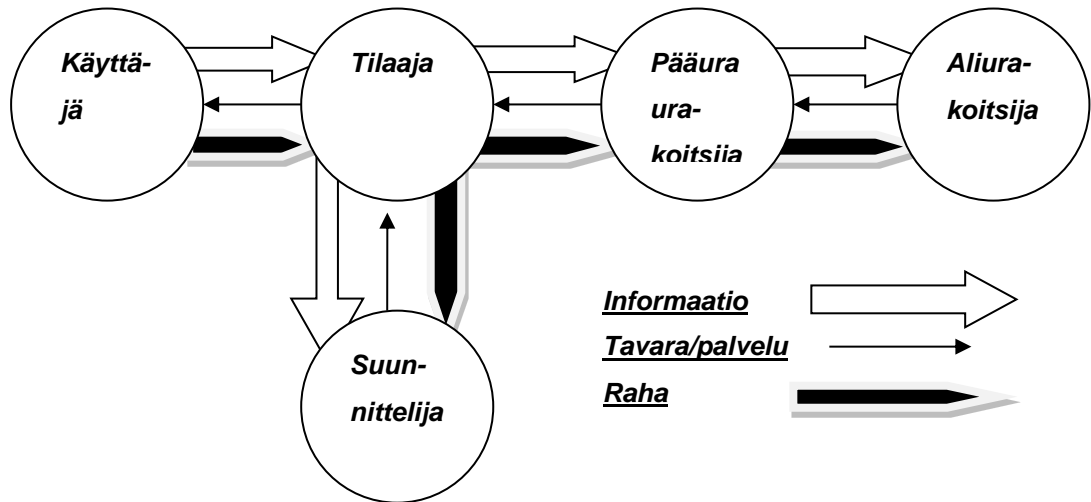 Käyttä-
jä
Tilaaja
Pääura
ura-
koitsija
Aliura-
koitsija
Suun-
nittelija
Informaatio
Tavara/palvelu
Raha